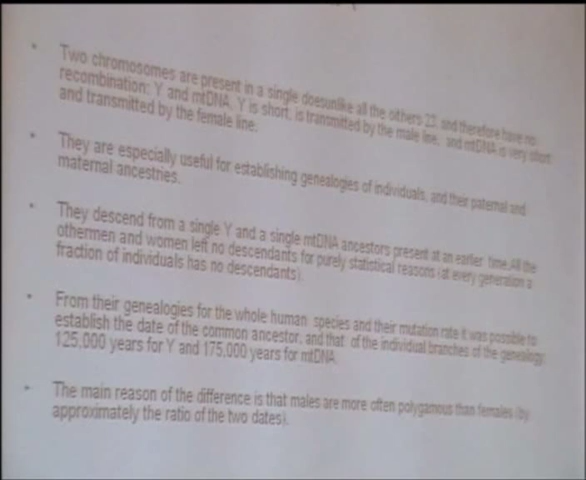 • Two chromosomes are present in a single doesunlike all the oithers 23, and therefore have no
recombination: Y and mtDNA. Y is short, is transmitted by the male line, and mtDNA is very short
and transmitted by the female line.
• They are especially useful for establishing genealogies of individuals, and their paternal and
maternal ancestries.
• They descend from a single Y and a single mtDNA ancestors present at an earlier time.All the
othermen and women left no descendants for purely statistical reasons (at every generation a
fraction of individuals has no descendants).
• From their genealogies for the whole human species and their mutation rate it was possible to
establish the date of the common ancestor, and that of the individual branches of the genealogy:
125,000 years for Y and 175,000 years for mtDNA
• The main reason of the difference is that males are more often polygamous than females (by
approximately the ratio of the two dates).